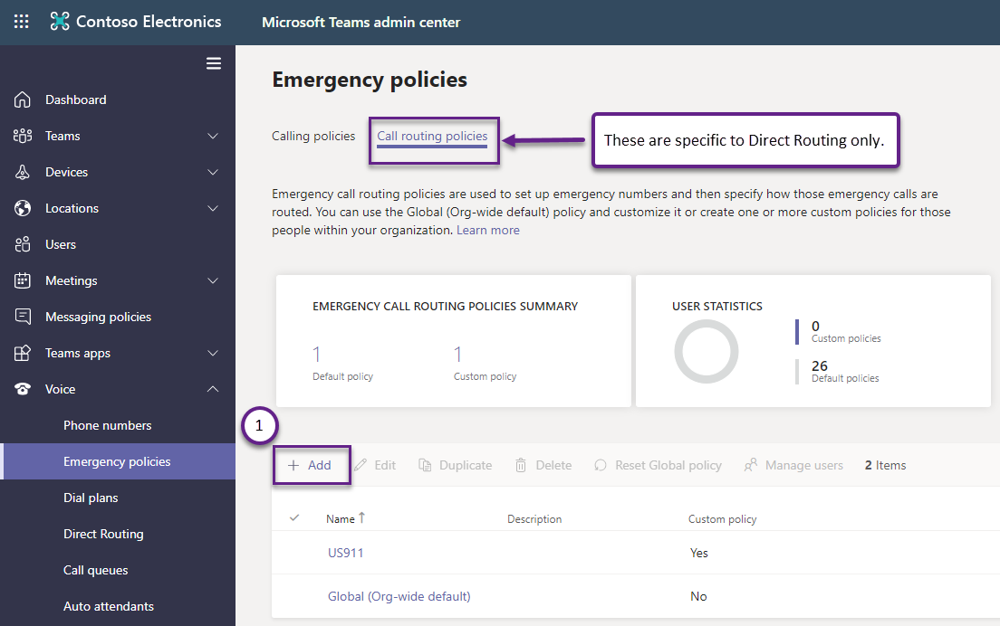 Contoso Electronics
Microsoft Teams admin center
Dashboard
Teams
Devices
Locations
Users
Meetings
Messaging policies
Teams apps
Voice
Phone numbers
Emergency policies
Dial plans
Direct Routing
Call queues
Auto attendants
Emergency policies
Calling policies
Call routing policies
These are specific to Direct Routing only.
Emergency call routing policies are used to set up emergency numbers and then specify how those emergency calls are
routed. You can use the Global (Org-wide default) policy and customize it or create one or more custom policies for those
people within your organization. Learn more
EMERGENCY CALL ROUTING POLICIES SUMMARY
1
Default policy
1
Custom policy
USER STATISTICS
0
Custom policies
26
Default policies
1
Add
Edit
Duplicate
Delete
Reset Global policy
Manage users
2 Items
Name ↑
Description
Custom policy
US911
Yes
Global (Org-wide default)
No